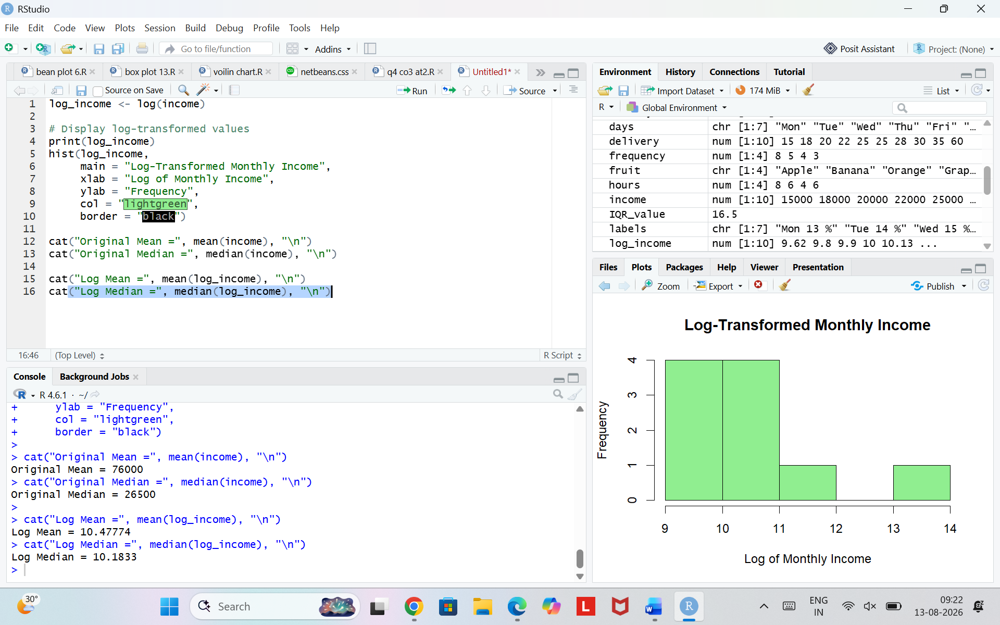 RStudio
File Edit Code View Plots Session Build Debug Profile Tools Help
Go to file/function Addins Posit Assistant Project: (None)
bean plot 6.R box plot 13.R voilin chart.R netbeans.css q4 co3 at2.R Untitled1*
Source on Save Run Source
1 log_income <- log(income)
2
3 # Display log-transformed values
4 print(log_income)
5 hist(log_income,
6 main = "Log-Transformed Monthly Income",
7 xlab = "Log of Monthly Income",
8 ylab = "Frequency",
9 col = "lightgreen",
10 border = "black")
11
12 cat("Original Mean =", mean(income), "\n")
13 cat("Original Median =", median(income), "\n")
14
15 cat("Log Mean =", mean(log_income), "\n")
16 cat("Log Median =", median(log_income), "\n")
16:46 (Top Level) R Script
Console Background Jobs
R 4.6.1 · ~/
+ ylab = "Frequency",
+ col = "lightgreen",
+ border = "black")
>
> cat("Original Mean =", mean(income), "\n")
Original Mean = 76000
> cat("Original Median =", median(income), "\n")
Original Median = 26500
>
> cat("Log Mean =", mean(log_income), "\n")
Log Mean = 10.47774
> cat("Log Median =", median(log_income), "\n")
Log Median = 10.1833
>
Environment History Connections Tutorial
Import Dataset 174 MiB List
R Global Environment
days chr [1:7] "Mon" "Tue" "Wed" "Thu" "Fri" "...
delivery num [1:10] 15 18 20 22 25 25 28 30 35 60
frequency num [1:4] 8 5 4 3
fruit chr [1:4] "Apple" "Banana" "Orange" "Grap...
hours num [1:4] 8 6 4 6
income num [1:10] 15000 18000 20000 22000 25000 ...
IQR_value 16.5
labels chr [1:7] "Mon 13 %" "Tue 14 %" "Wed 15 %...
log_income num [1:10] 9.62 9.8 9.9 10 10.13 ...
Files Plots Packages Help Viewer Presentation
Zoom Export Publish
Log-Transformed Monthly Income
Frequency
4
3
2
1
0
9 10 11 12 13 14
Log of Monthly Income
30°
Search
ENG
IN
09:22
13-08-2026